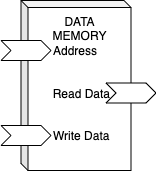 DATA
MEMORY
Address
Read Data
Write Data